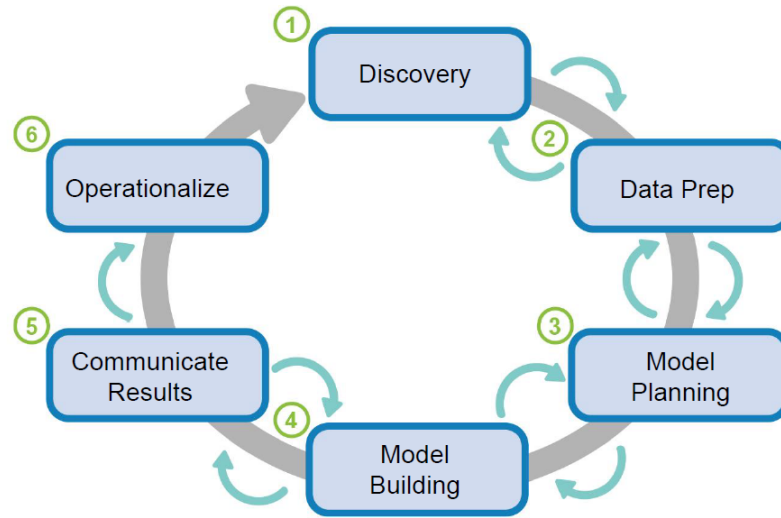 1
Discovery
2
Data Prep
3
Model
Planning
4
Model
Building
5
Communicate
Results
6
Operationalize